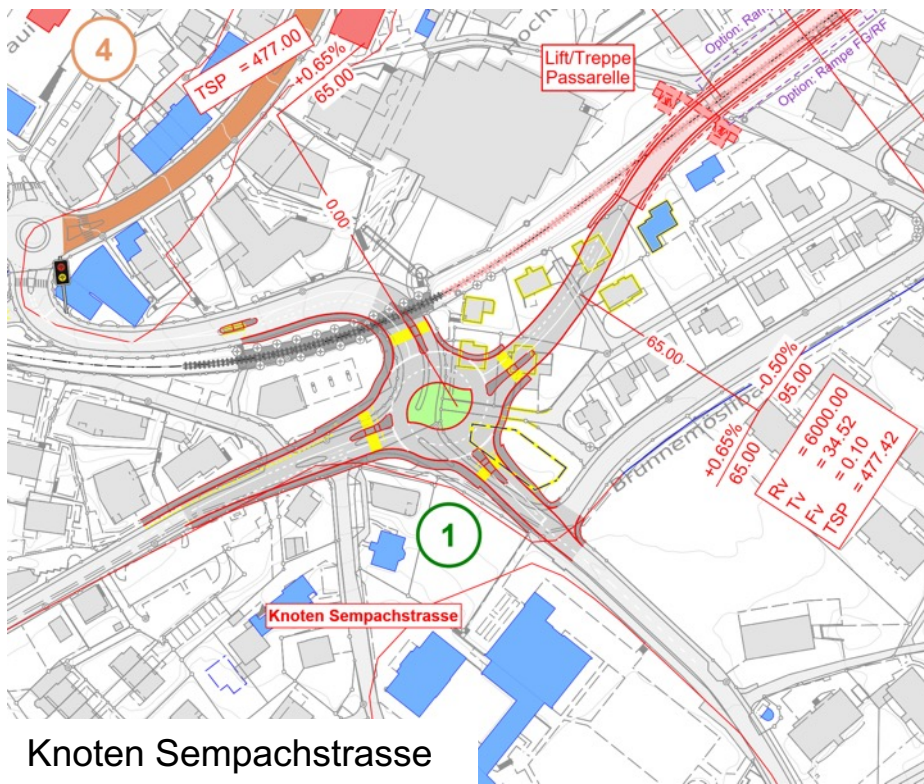 4
TSP = 477.00
+0.65%
65.00
0.00
Lift/Treppe
Passarelle
Option: Rampe FG/RF
Option: Rampe FG/RF
65.00
-0.50%
95.00
+0.65%
65.00
Rv = 6000.00
Tv = 34.52
Fv = 0.10
TSP = 477.42
1
Knoten Sempachstrasse
Knoten Sempachstrasse